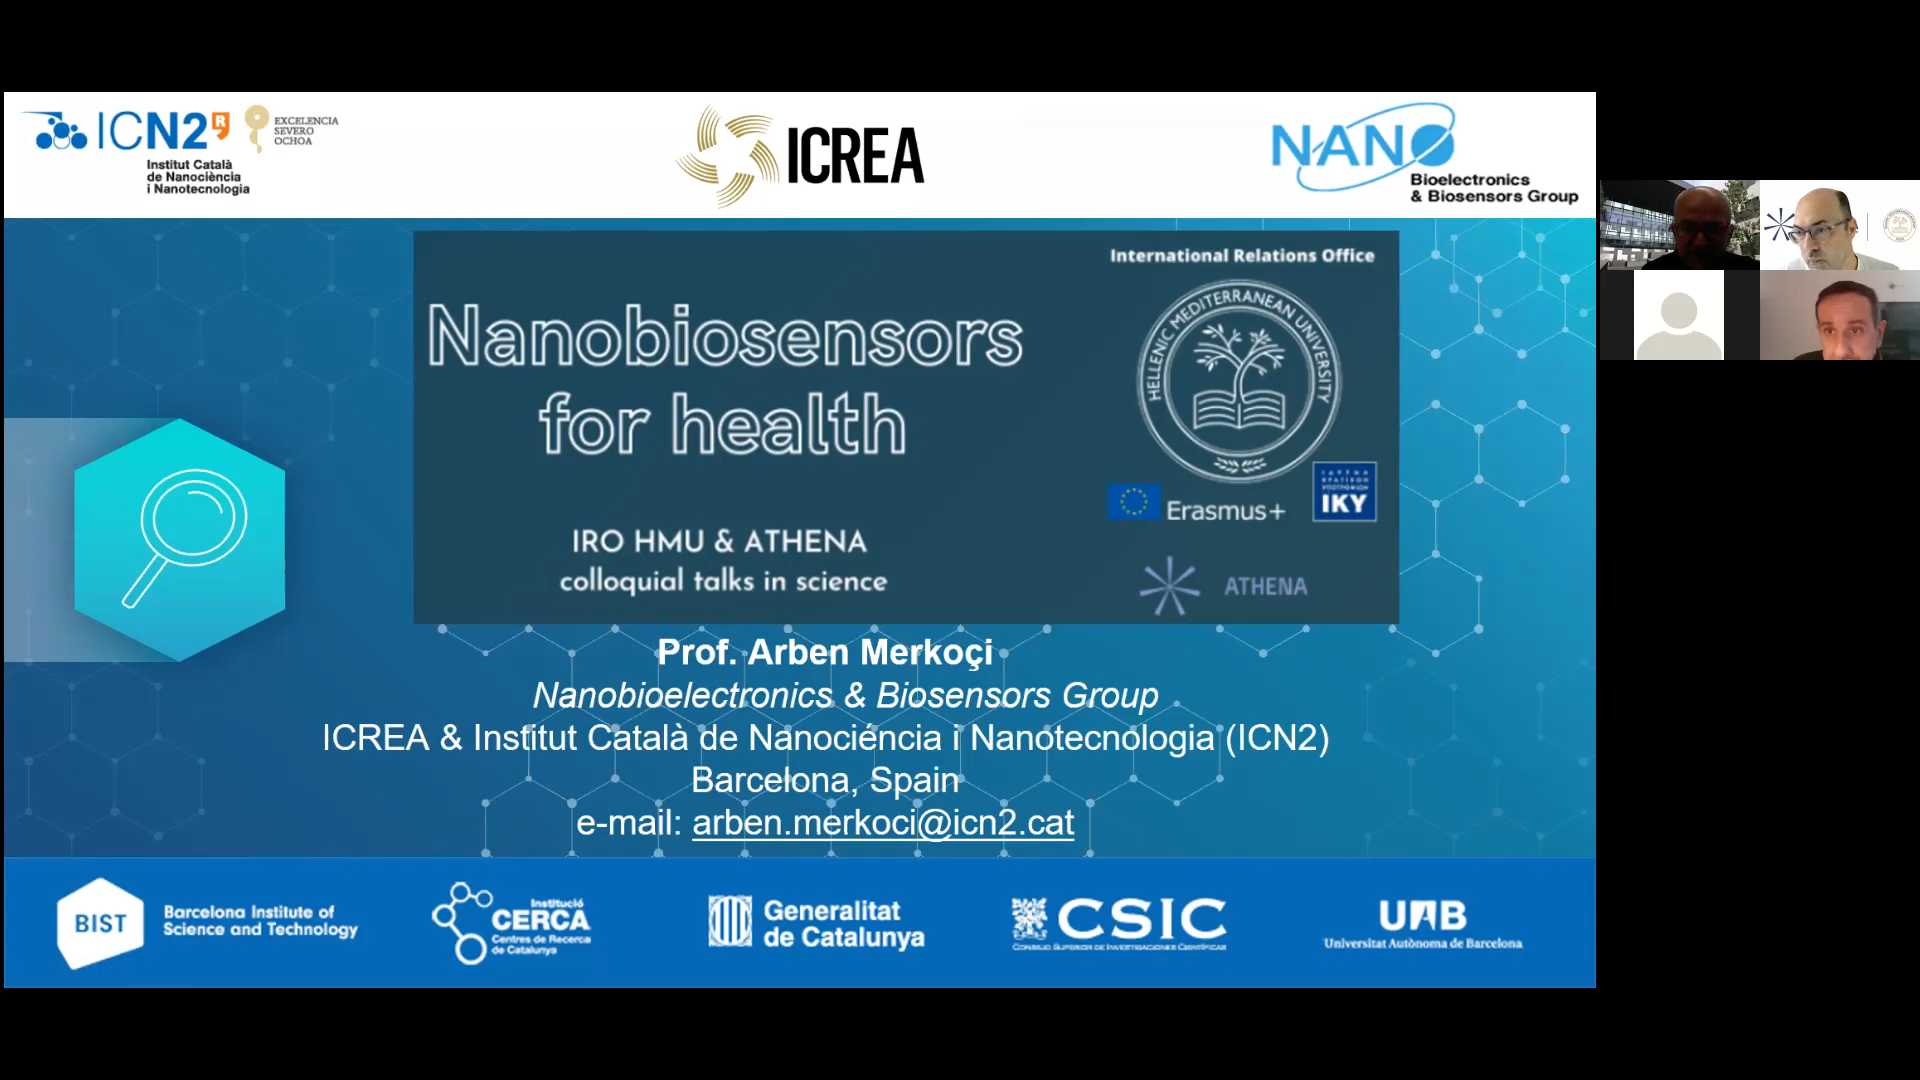 ICN2
EXCELENCIA
SEVERO
OCHOA
Institut Català
de Nanociència
i Nanotecnologia
ICREA
NANO
Bioelectronics
& Biosensors Group
International Relations Office
HELLENIC MEDITERRANEAN UNIVERSITY
Nanobiosensors
for health
Erasmus+
IKY
IRO HMU & ATHENA
colloquial talks in science
ATHENA
Prof. Arben Merkoçi
Nanobioelectronics & Biosensors Group
ICREA & Institut Català de Nanociéncia i Nanotecnologia (ICN2)
Barcelona, Spain
e-mail: arben.merkoci@icn2.cat
BIST
Barcelona Institute of
Science and Technology
Institució
CERCA
Centres de Recerca
de Catalunya
Generalitat
de Catalunya
CSIC
CONSEJO SUPERIOR DE INVESTIGACIONES CIENTÍFICAS
UAB
Universitat Autònoma de Barcelona